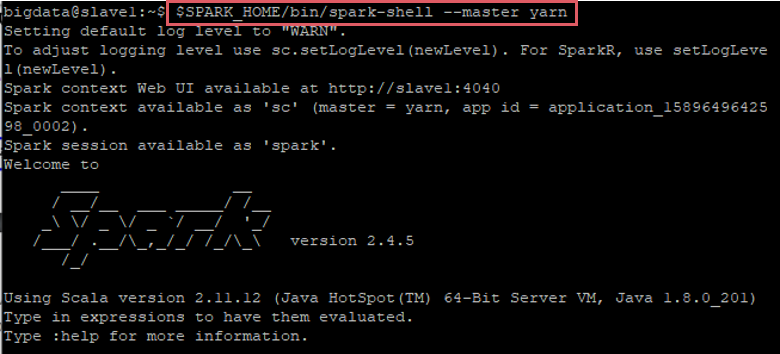 bigdata@slave1:~$ $SPARK_HOME/bin/spark-shell --master yarn
Setting default log level to "WARN".
To adjust logging level use sc.setLogLevel(newLevel). For SparkR, use setLogLeve
l(newLevel).
Spark context Web UI available at http://slave1:4040
Spark context available as 'sc' (master = yarn, app id = application_15896496425
98_0002).
Spark session available as 'spark'.
Welcome to
Spark version 2.4.5
Using Scala version 2.11.12 (Java HotSpot(TM) 64-Bit Server VM, Java 1.8.0_201)
Type in expressions to have them evaluated.
Type :help for more information.